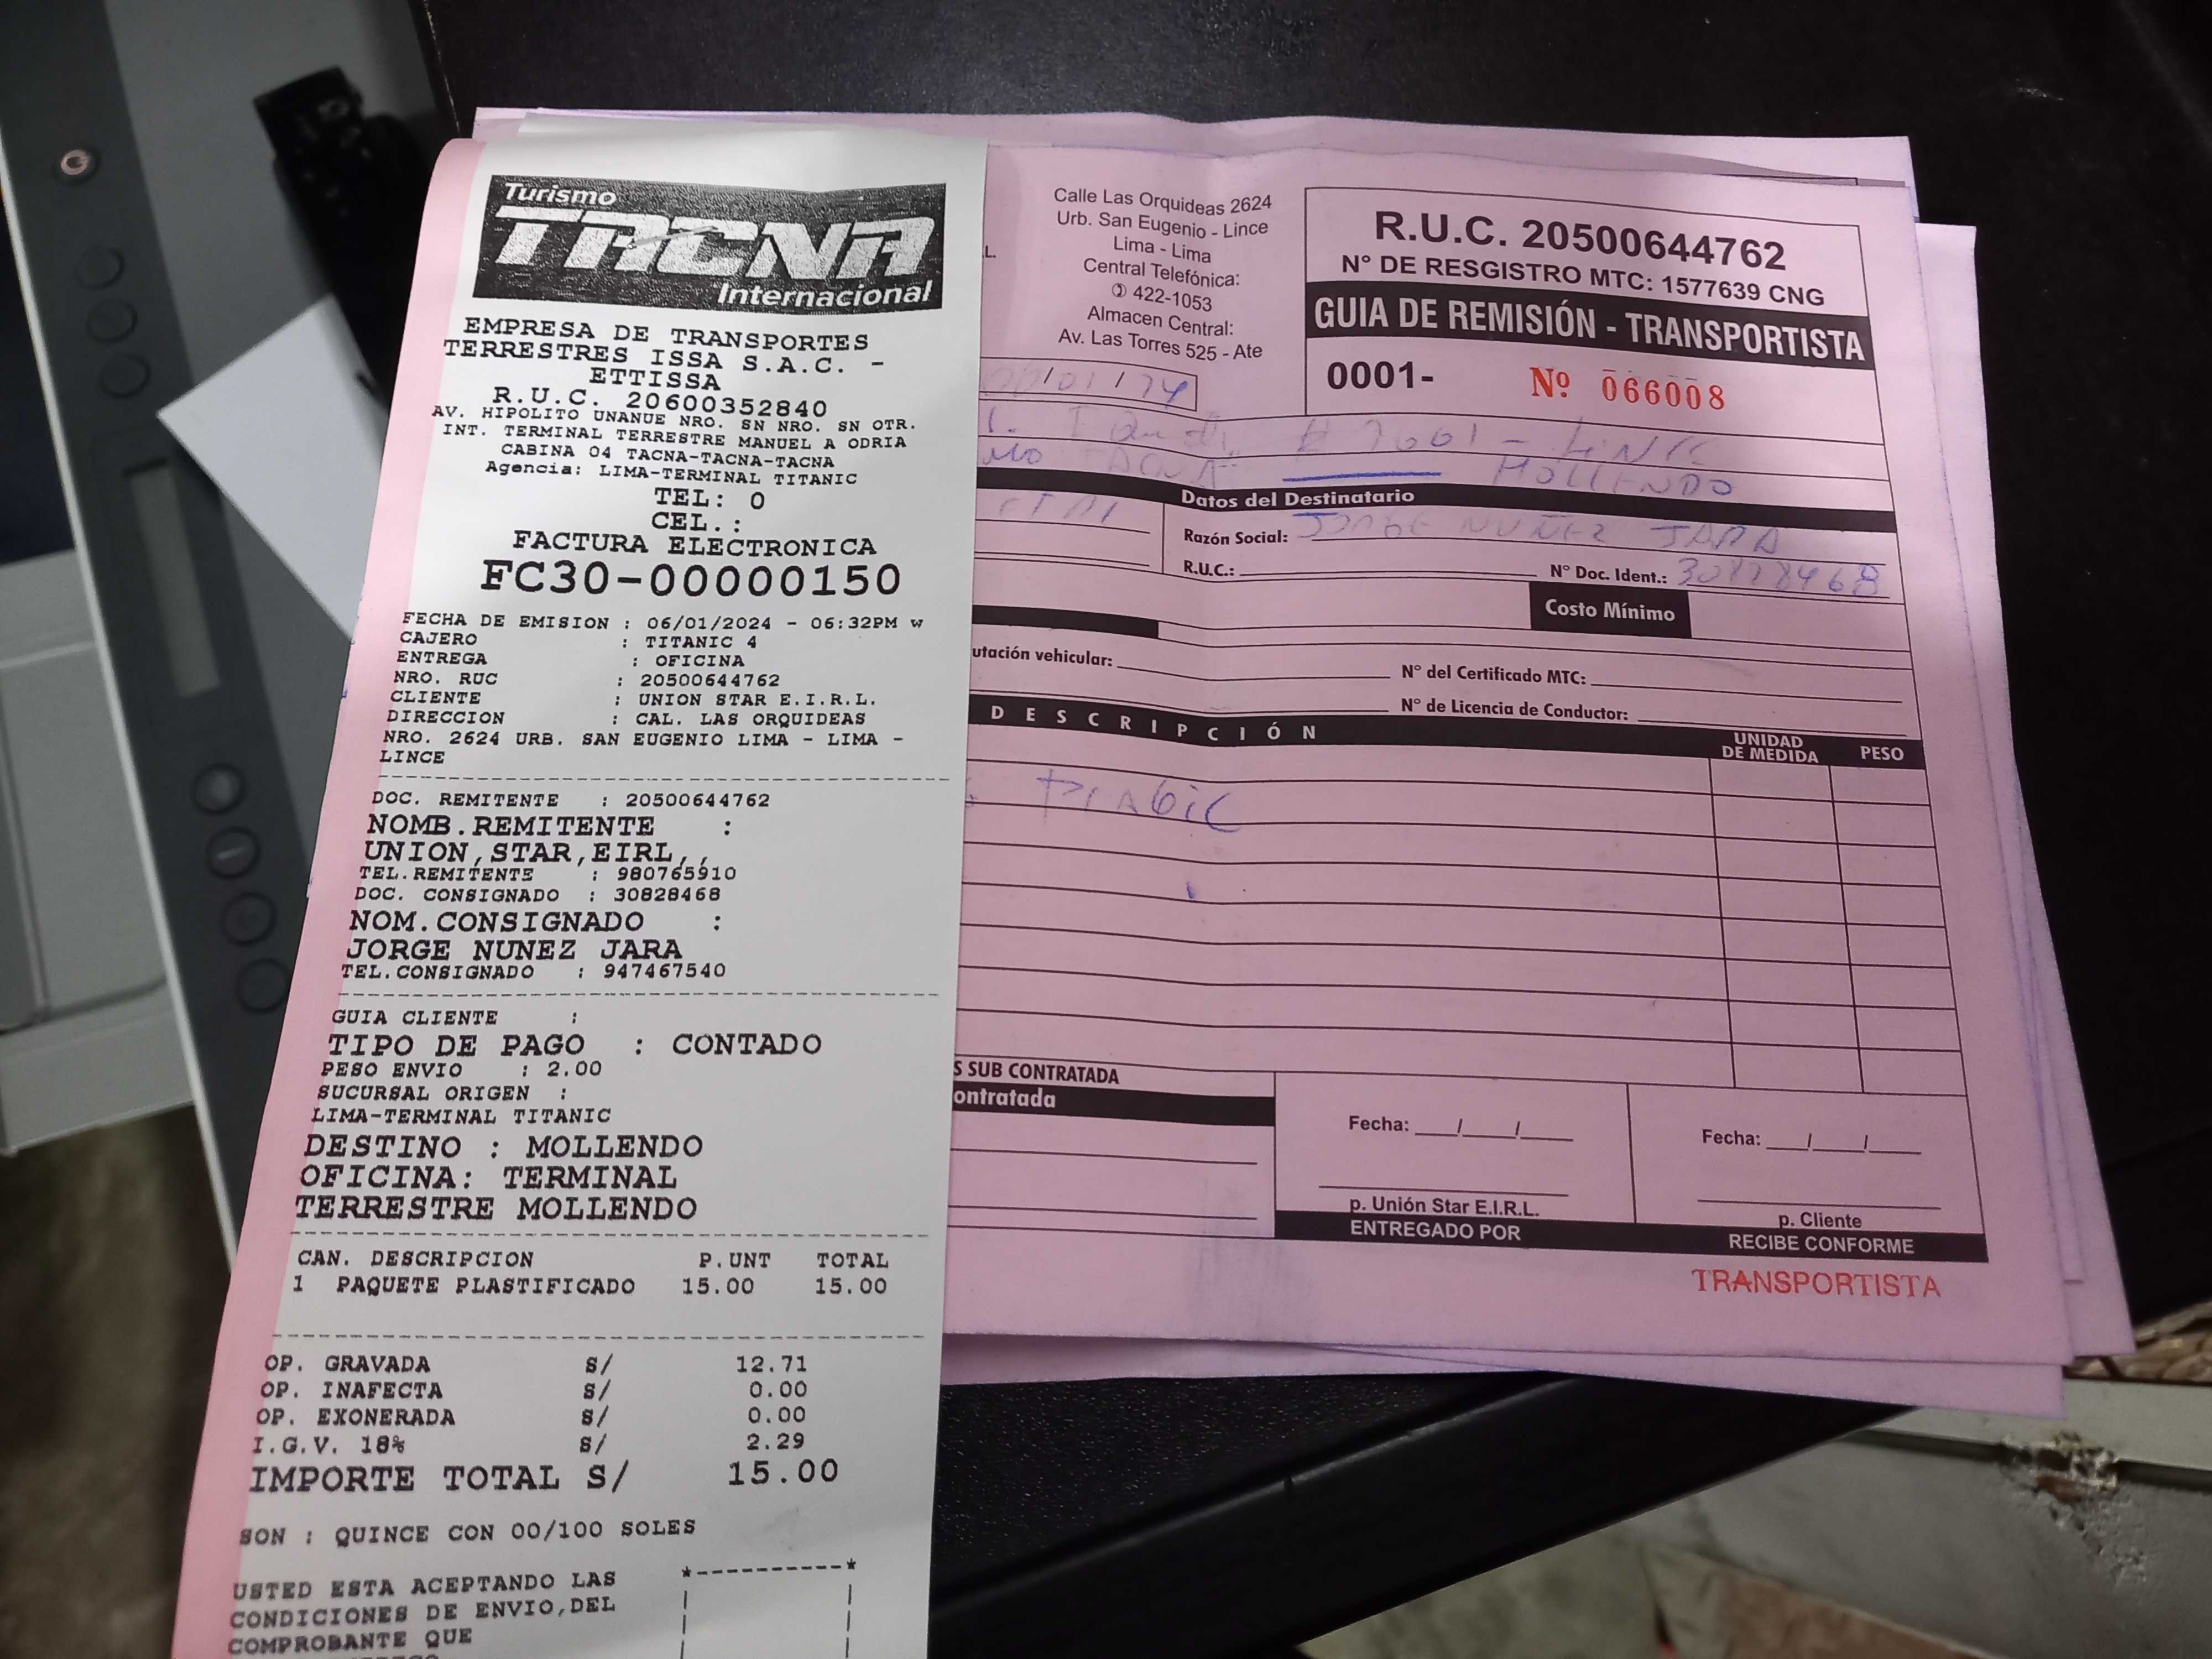 Turismo
TACNA
Internacional
EMPRESA DE TRANSPORTES
TERRESTRES ISSA S.A.C. -
ETTISSA
R.U.C. 20600352840
AV. HIPOLITO UNANUE NRO. SN NRO. SN OTR.
INT. TERMINAL TERRESTRE MANUEL A ODRIA
CABINA 04 TACNA-TACNA-TACNA
Agencia: LIMA-TERMINAL TITANIC
TEL: 0
CEL.:
FACTURA ELECTRONICA
FC30-00000150
FECHA DE EMISION : 06/01/2024 - 06:32PM w
CAJERO : TITANIC 4
ENTREGA : OFICINA
NRO. RUC : 20500644762
CLIENTE : UNION STAR E.I.R.L.
DIRECCION : CAL. LAS ORQUIDEAS
NRO. 2624 URB. SAN EUGENIO LIMA - LIMA -
LINCE
DOC. REMITENTE : 20500644762
NOMB.REMITENTE :
UNION,STAR,EIRL,,
TEL.REMITENTE : 980765910
DOC. CONSIGNADO : 30828468
NOM.CONSIGNADO :
JORGE NUNEZ JARA
TEL.CONSIGNADO : 947467540
GUIA CLIENTE :
TIPO DE PAGO : CONTADO
PESO ENVIO : 2.00
SUCURSAL ORIGEN :
LIMA-TERMINAL TITANIC
DESTINO : MOLLENDO
OFICINA: TERMINAL
TERRESTRE MOLLENDO
CAN. DESCRIPCION P.UNT TOTAL
1 PAQUETE PLASTIFICADO 15.00 15.00
OP. GRAVADA S/ 12.71
OP. INAFECTA S/ 0.00
OP. EXONERADA S/ 0.00
I.G.V. 18% S/ 2.29
IMPORTE TOTAL S/ 15.00
SON : QUINCE CON 00/100 SOLES
USTED ESTA ACEPTANDO LAS
CONDICIONES DE ENVIO,DEL
COMPROBANTE QUE
L.
Calle Las Orquideas 2624
Urb. San Eugenio - Lince
Lima - Lima
Central Telefónica:
422-1053
Almacen Central:
Av. Las Torres 525 - Ate
R.U.C. 20500644762
N° DE RESGISTRO MTC: 1577639 CNG
GUIA DE REMISIÓN - TRANSPORTISTA
0001- Nº 066008
MOLLENDO
Datos del Destinatario
Razón Social: JORGE NUÑEZ JARA
R.U.C.: N° Doc. Ident.: 30828468
Costo Mínimo
utación vehicular: N° del Certificado MTC:
N° de Licencia de Conductor:
DESCRIPCIÓN UNIDAD DE MEDIDA PESO
S SUB CONTRATADA
ontratada
Fecha: __/__/__ Fecha: __/__/__
p. Unión Star E.I.R.L. p. Cliente
ENTREGADO POR RECIBE CONFORME
TRANSPORTISTA